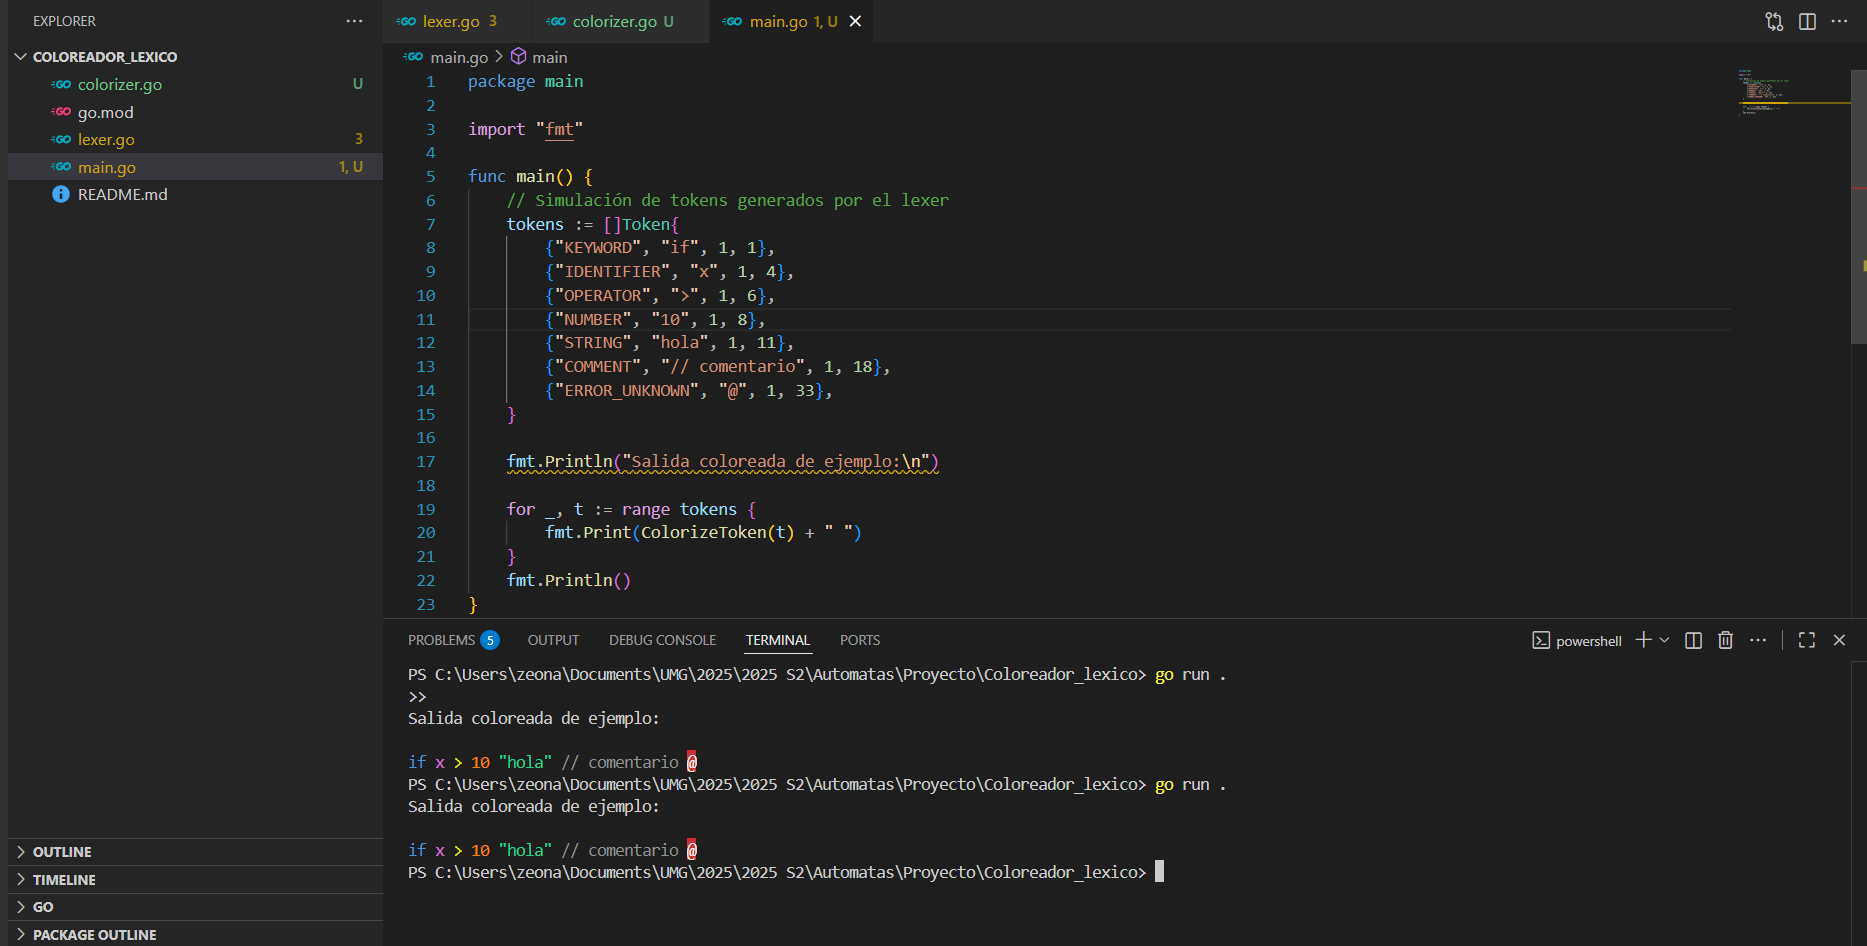 EXPLORER
COLOREADOR_LEXICO
colorizer.go U
go.mod
lexer.go 3
main.go 1, U
README.md
OUTLINE
TIMELINE
GO
PACKAGE OUTLINE
lexer.go 3 colorizer.go U main.go 1, U
main.go > main
1 package main
2
3 import "fmt"
4
5 func main() {
6 // Simulación de tokens generados por el lexer
7 tokens := []Token{
8 {"KEYWORD", "if", 1, 1},
9 {"IDENTIFIER", "x", 1, 4},
10 {"OPERATOR", ">", 1, 6},
11 {"NUMBER", "10", 1, 8},
12 {"STRING", "hola", 1, 11},
13 {"COMMENT", "// comentario", 1, 18},
14 {"ERROR_UNKNOWN", "@", 1, 33},
15 }
16
17 fmt.Println("Salida coloreada de ejemplo:\n")
18
19 for _, t := range tokens {
20 fmt.Print(ColorizeToken(t) + " ")
21 }
22 fmt.Println()
23 }
PROBLEMS 5 OUTPUT DEBUG CONSOLE TERMINAL PORTS powershell
PS C:\Users\zeona\Documents\UMG\2025\2025 S2\Automatas\Proyecto\Coloreador_lexico> go run .
>>
Salida coloreada de ejemplo:

if x > 10 "hola" // comentario @
PS C:\Users\zeona\Documents\UMG\2025\2025 S2\Automatas\Proyecto\Coloreador_lexico> go run .
Salida coloreada de ejemplo:

if x > 10 "hola" // comentario @
PS C:\Users\zeona\Documents\UMG\2025\2025 S2\Automatas\Proyecto\Coloreador_lexico>